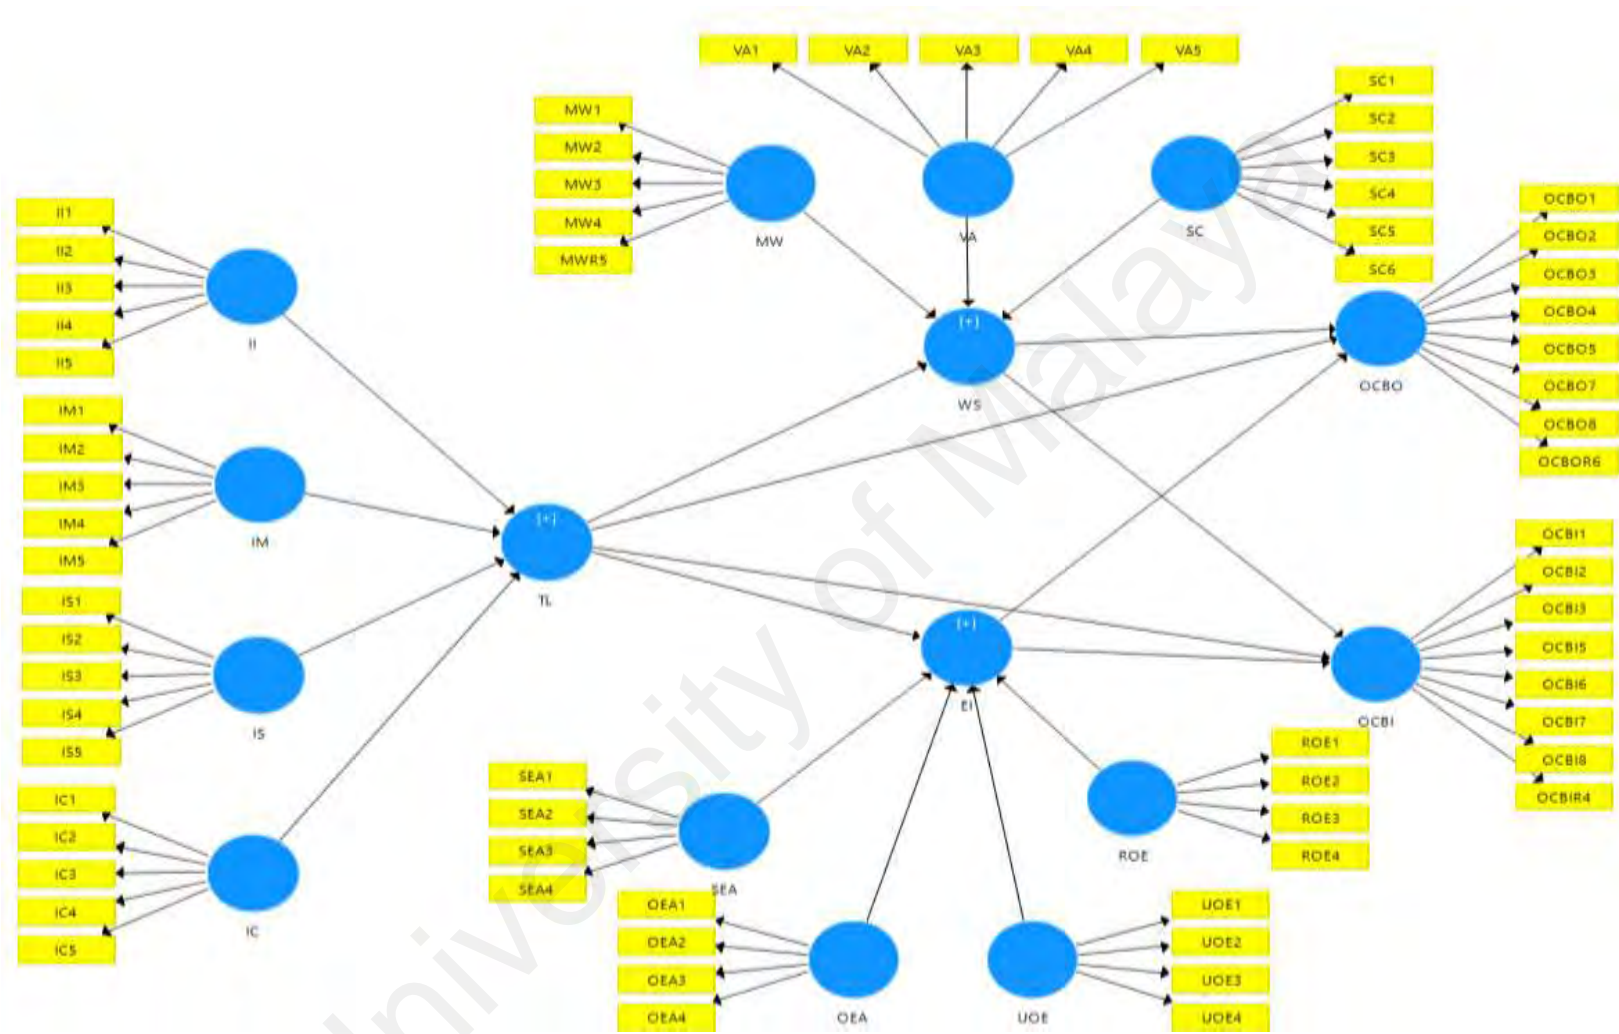 VA1
VA2
VA3
VA4
VA5
MW1
MW2
MW3
MW4
MWR5
MW
VA
SC1
SC2
SC3
SC4
SC5
SC6
SC
II1
II2
II3
II4
II5
II
IM1
IM2
IM3
IM4
IM5
IM
IS1
IS2
IS3
IS4
IS5
IS
IC1
IC2
IC3
IC4
IC5
IC
[+]
TL
[+]
WS
[+]
EI
OCBO1
OCBO2
OCBO3
OCBO4
OCBO5
OCBO7
OCBO8
OCBOR6
OCBO
OCBI1
OCBI2
OCBI3
OCBI5
OCBI6
OCBI7
OCBI8
OCBIR4
OCBI
SEA1
SEA2
SEA3
SEA4
SEA
OEA1
OEA2
OEA3
OEA4
OEA
UOE1
UOE2
UOE3
UOE4
UOE
ROE1
ROE2
ROE3
ROE4
ROE
University of Malaya